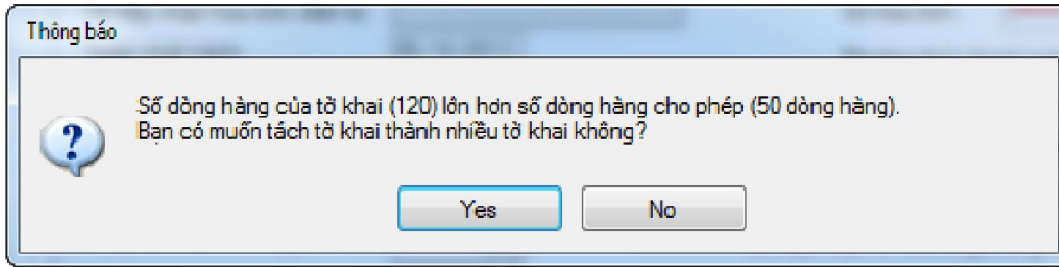 Thông báo
Số dòng hàng của tờ khai (120) lớn hơn số dòng hàng cho phép (50 dòng hàng).
Bạn có muốn tách tờ khai thành nhiều tờ khai không?
Yes
No